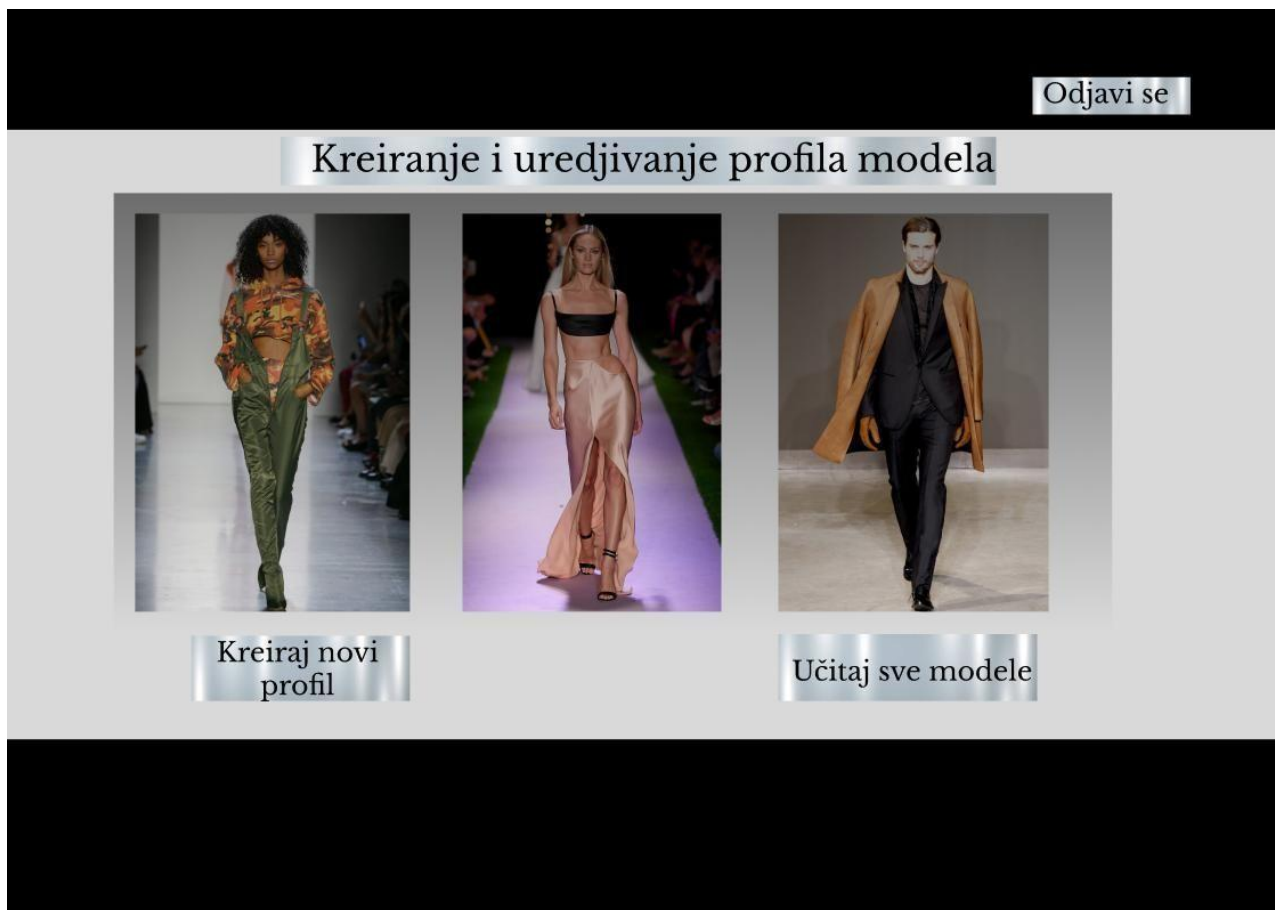 Odjavi se
Kreiranje i uredjivanje profila modela
Kreiraj novi
profil
Učitaj sve modele